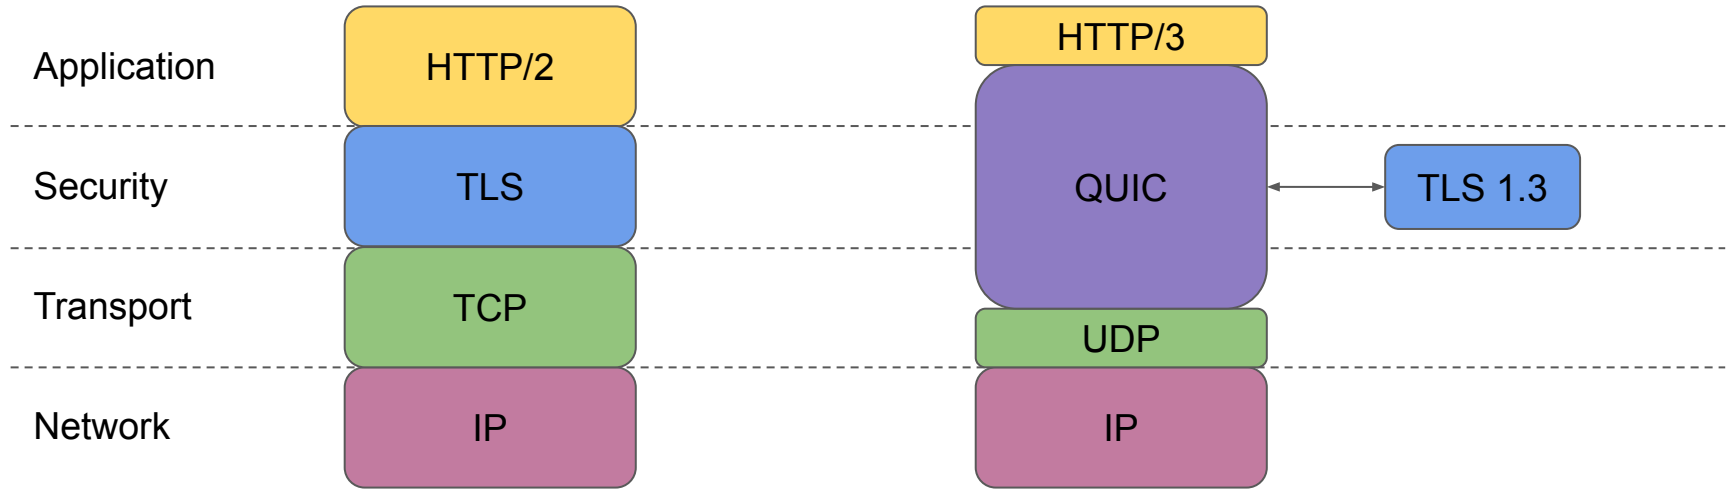 Application
HTTP/2
HTTP/3
Security
TLS
QUIC
TLS 1.3
Transport
TCP
UDP
Network
IP
IP